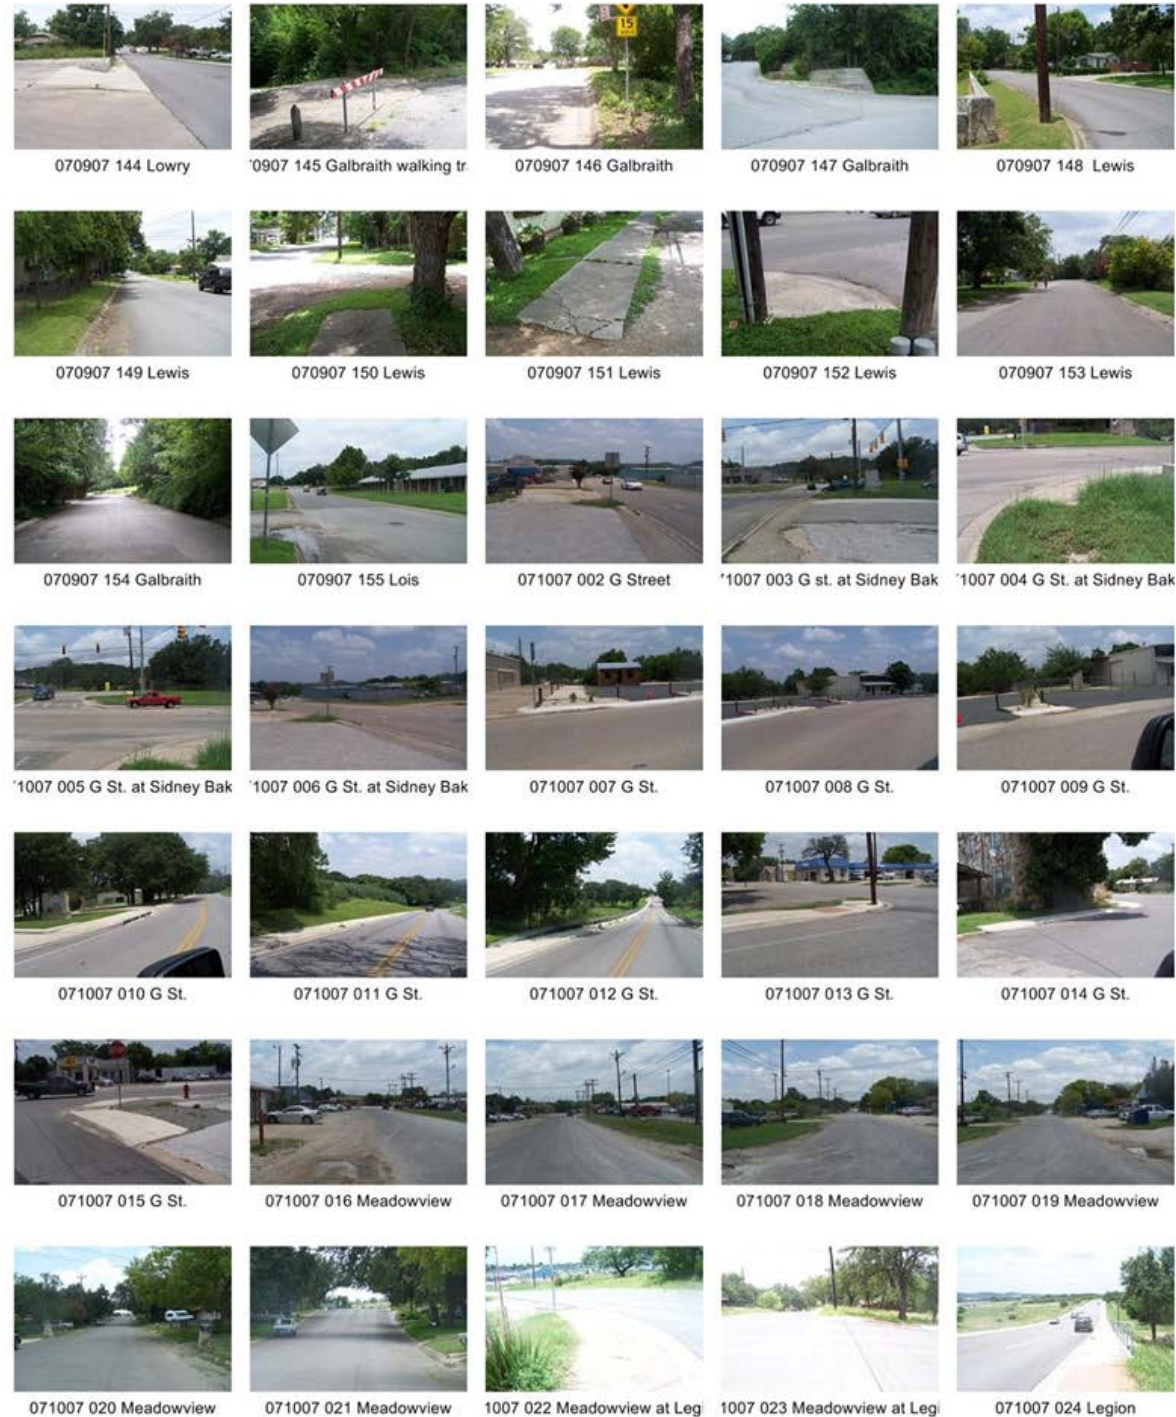 15
070907 144 Lowry
'0907 145 Galbraith walking tr
070907 146 Galbraith
070907 147 Galbraith
070907 148 Lewis
070907 149 Lewis
070907 150 Lewis
070907 151 Lewis
070907 152 Lewis
070907 153 Lewis
070907 154 Galbraith
070907 155 Lois
071007 002 G Street
'1007 003 G st. at Sidney Bak
'1007 004 G St. at Sidney Bak
'1007 005 G St. at Sidney Bak
'1007 006 G St. at Sidney Bak
071007 007 G St.
071007 008 G St.
071007 009 G St.
071007 010 G St.
071007 011 G St.
071007 012 G St.
071007 013 G St.
071007 014 G St.
071007 015 G St.
071007 016 Meadowview
071007 017 Meadowview
071007 018 Meadowview
071007 019 Meadowview
071007 020 Meadowview
071007 021 Meadowview
1007 022 Meadowview at Legi
1007 023 Meadowview at Legi
071007 024 Legion